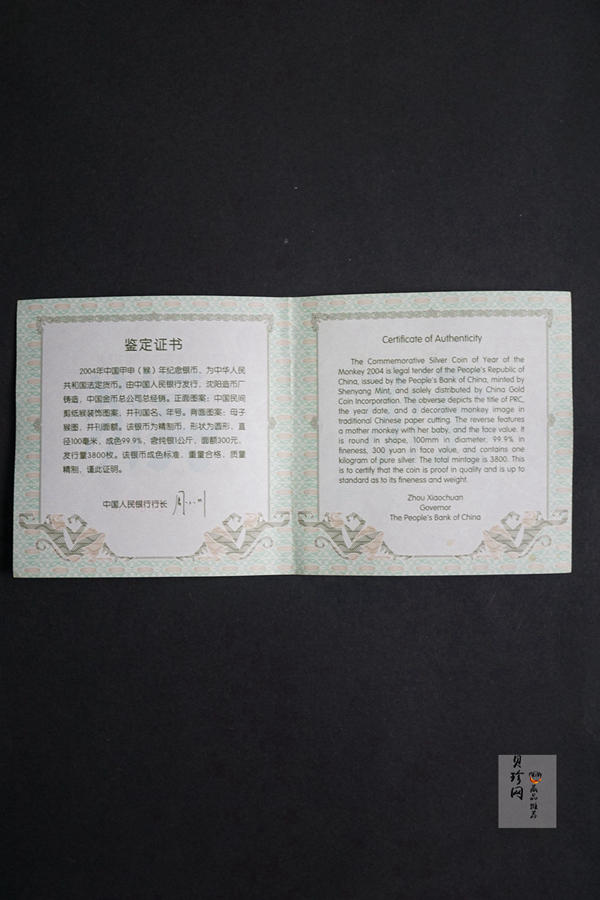 鉴定证书
2004年中国甲申（猴）年纪念银币，为中华人民
共和国法定货币。由中国人民银行发行，沈阳造币厂
铸造，中国金币总公司总经销。正面图案：中国民间
剪纸猴装饰图案，并刊国名、年号。背面图案：母子
猴图，并刊面额。该银币为精制币，形状为圆形，直
径100毫米，成色99.9%，含纯银1公斤，面额300元，
发行量3800枚。该银币成色标准、重量合格、质量
精制，谨此证明。
中国人民银行行长
Certificate of Authenticity
The Commemorative Silver Coin of Year of the
Monkey 2004 is legal tender of the People's Republic of
China, issued by the People's Bank of China, minted by
Shenyang Mint, and solely distributed by China Gold
Coin Incorporation. The obverse depicts the title of PRC,
the year date, and a decorative monkey image in
traditional Chinese paper cutting. The reverse features
a mother monkey with her baby, and the face value. It
is round in shape, 100mm in diameter, 99.9% in
fineness, 300 yuan in face value, and contains one
kilogram of pure silver. The total mintage is 3800. This
is to certify that the coin is proof in quality and is up to
standard as to its fineness and weight.
Zhou Xiaochuan
Governor
The People's Bank of China
贝珍网
藏品推荐